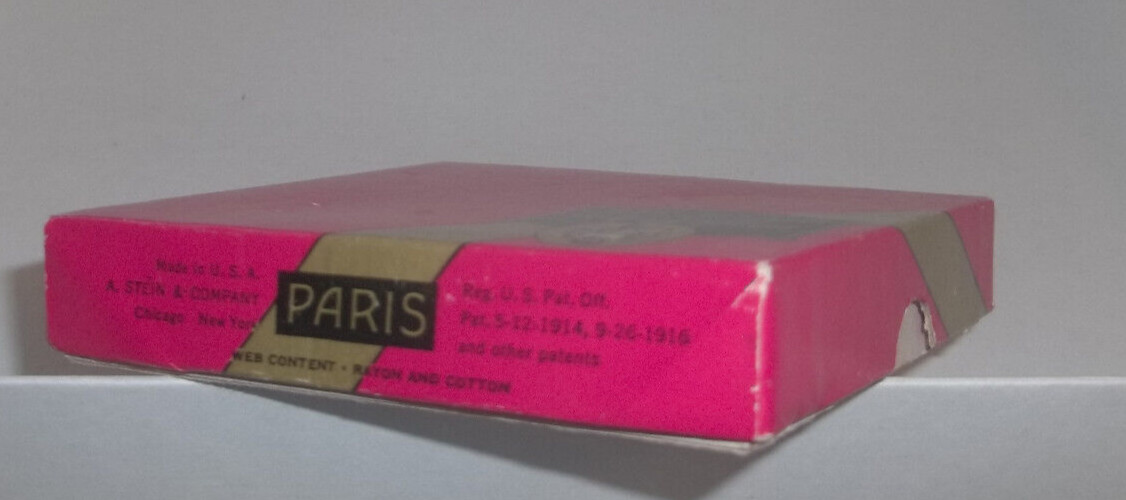 Made in U. S. A.
A. STEIN & COMPANY
Chicago New York
PARIS
Reg. U. S. Pat. Off.
Pat. 5-12-1914, 9-26-1916
and other patents
WEB CONTENT • RAYON AND COTTON